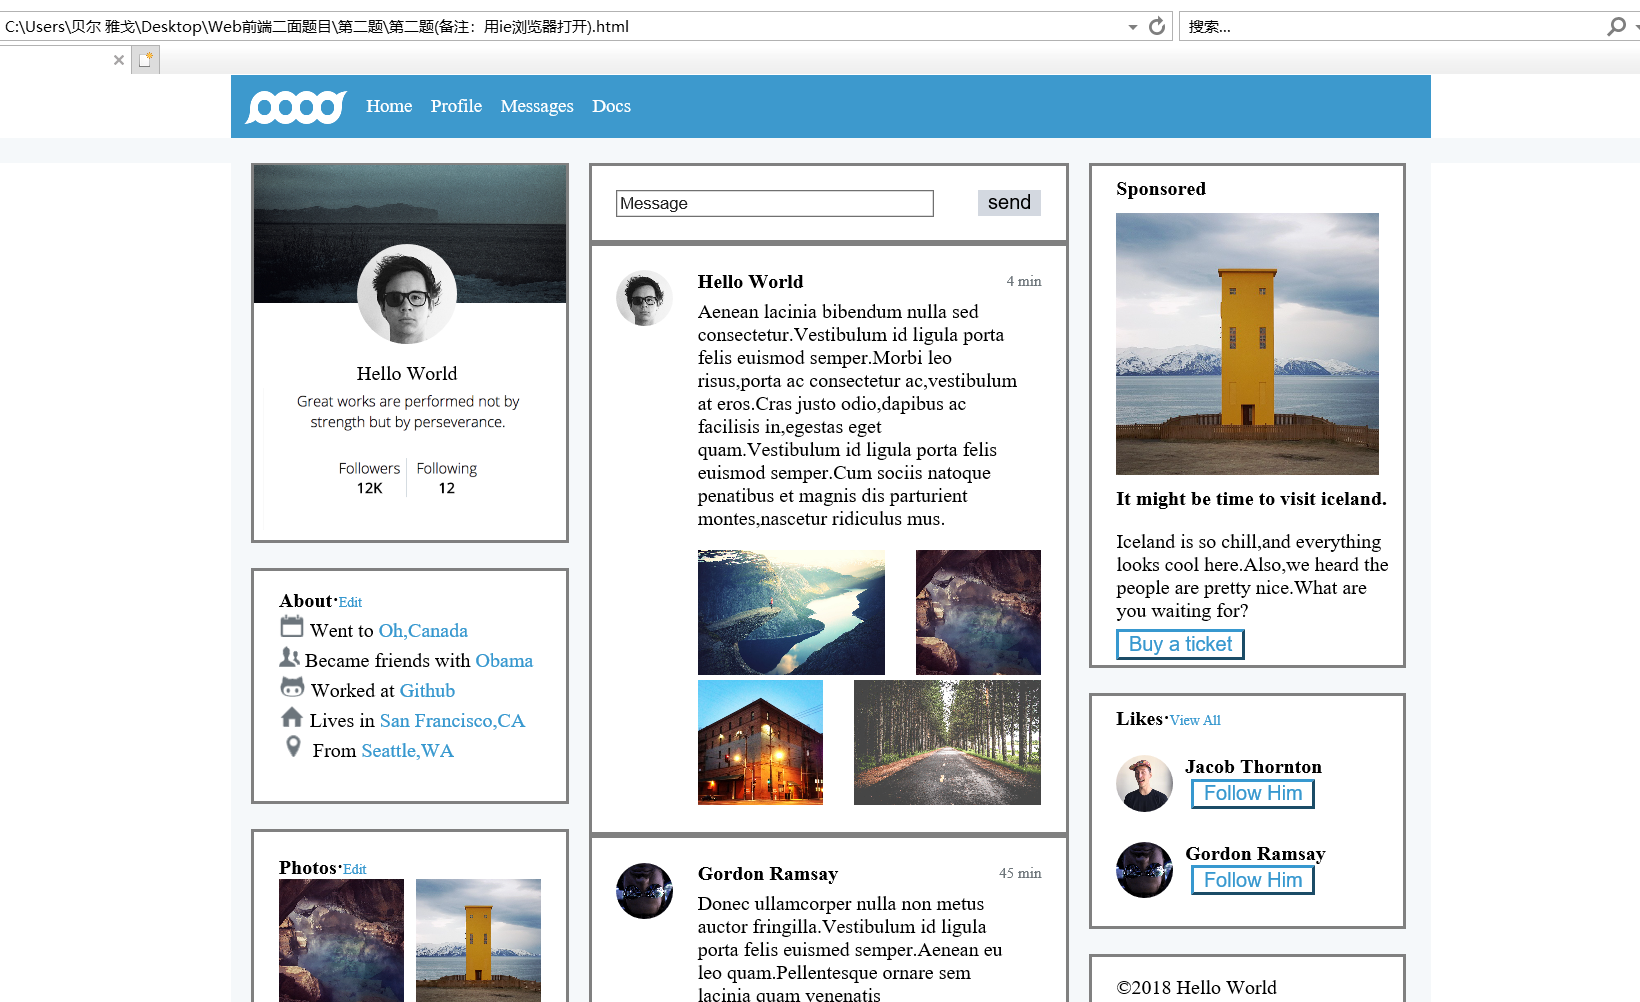 C:\Users\贝尔 雅戈\Desktop\Web前端二面题目\第二题\第二题(备注：用ie浏览器打开).html
搜索...
Home Profile Messages Docs
Hello World
Great works are performed not by
strength but by perseverance.
Followers Following
12K 12
About·Edit
Went to Oh,Canada
Became friends with Obama
Worked at Github
Lives in San Francisco,CA
From Seattle,WA
Photos·Edit
Message send
Hello World 4 min
Aenean lacinia bibendum nulla sed
consectetur.Vestibulum id ligula porta
felis euismod semper.Morbi leo
risus,porta ac consectetur ac,vestibulum
at eros.Cras justo odio,dapibus ac
facilisis in,egestas eget
quam.Vestibulum id ligula porta felis
euismod semper.Cum sociis natoque
penatibus et magnis dis parturient
montes,nascetur ridiculus mus.
Gordon Ramsay 45 min
Donec ullamcorper nulla non metus
auctor fringilla.Vestibulum id ligula
porta felis euismed semper.Aenean eu
leo quam.Pellentesque ornare sem
lacinia quam venenatis
Sponsored
It might be time to visit iceland.
Iceland is so chill,and everything
looks cool here.Also,we heard the
people are pretty nice.What are
you waiting for?
Buy a ticket
Likes·View All
Jacob Thornton
Follow Him
Gordon Ramsay
Follow Him
©2018 Hello World